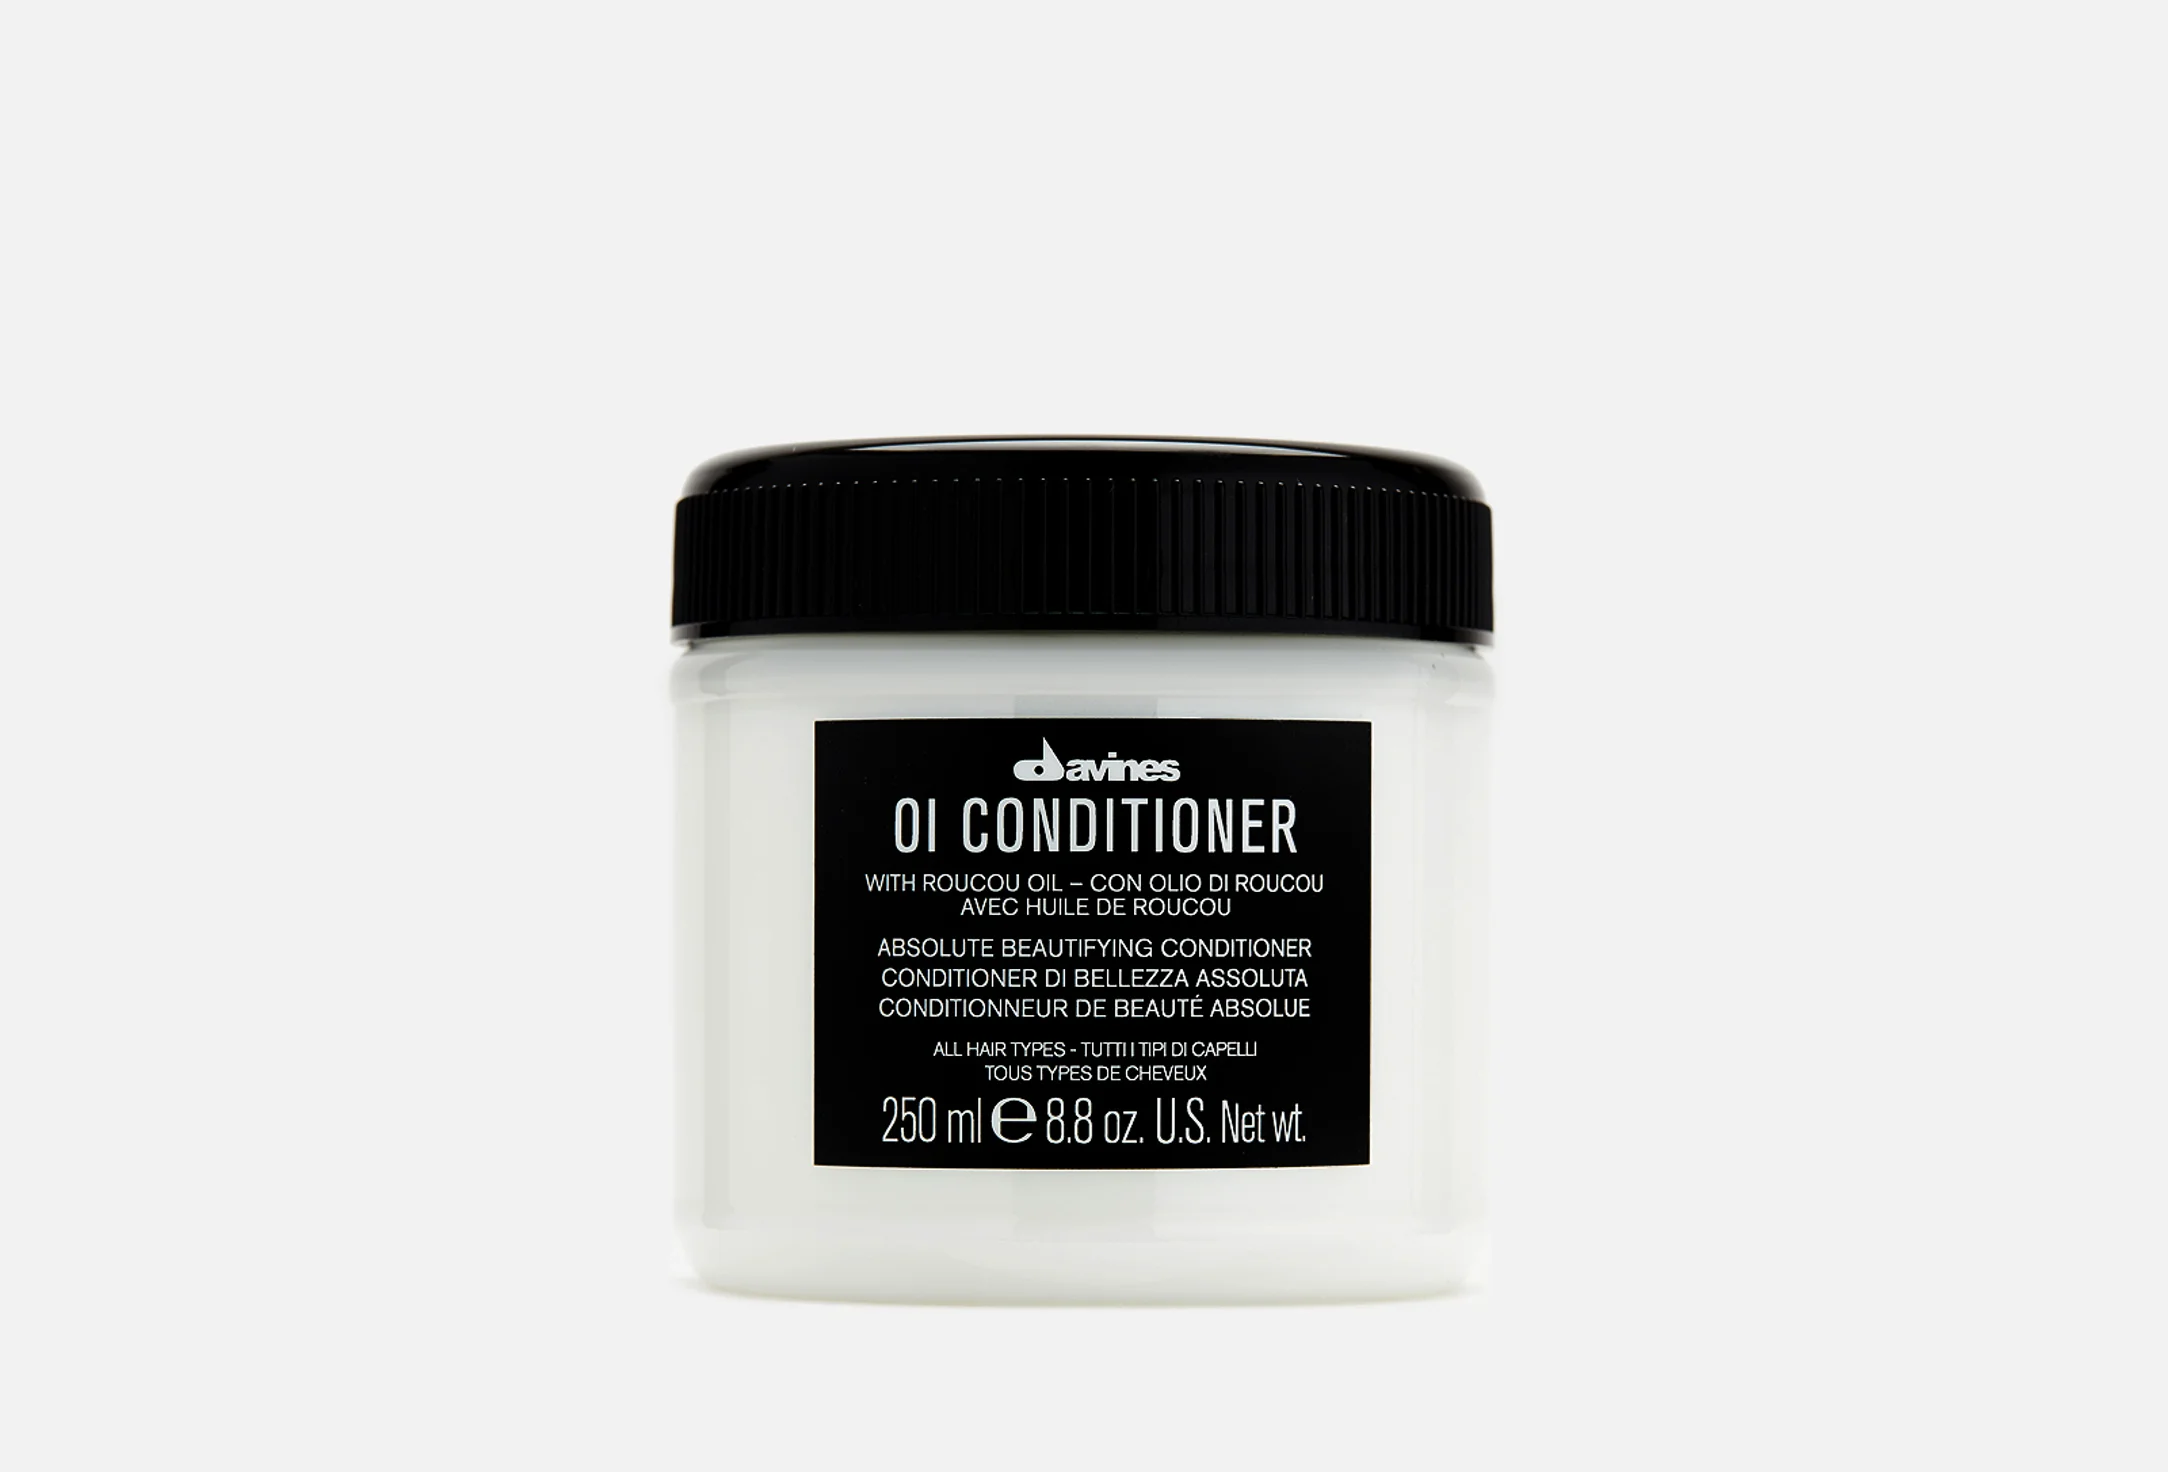 davines
OI CONDITIONER
WITH ROUCOU OIL – CON OLIO DI ROUCOU
AVEC HUILE DE ROUCOU
ABSOLUTE BEAUTIFYING CONDITIONER
CONDITIONER DI BELLEZZA ASSOLUTA
CONDITIONNEUR DE BEAUTÉ ABSOLUE
ALL HAIR TYPES - TUTTI I TIPI DI CAPELLI
TOUS TYPES DE CHEVEUX
250 ml ℮ 8.8 oz. U.S. Net wt.